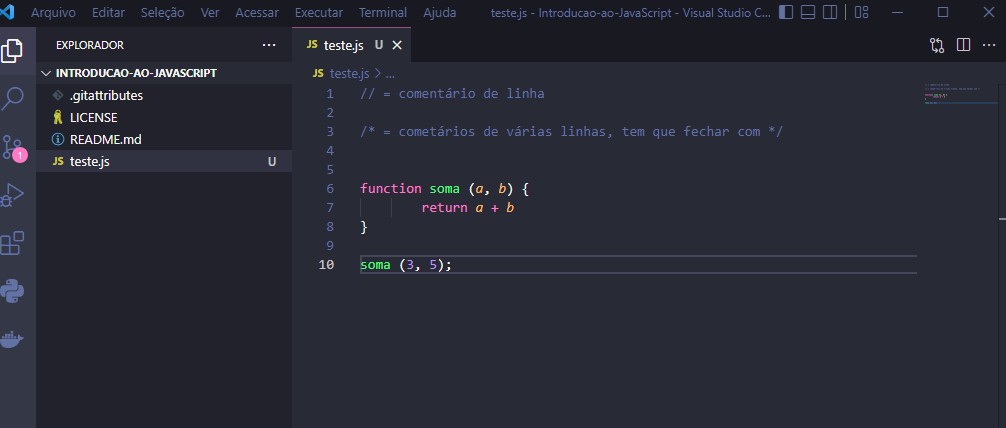 Arquivo Editar Seleção Ver Acessar Executar Terminal Ajuda teste.js - Introducao-ao-JavaScript - Visual Studio C...
EXPLORADOR ...
JS teste.js U
INTRODUCAO-AO-JAVASCRIPT
JS teste.js > ...
.gitattributes
LICENSE
README.md
JS teste.js U
1
1 // = comentário de linha
2
3 /* = cometários de várias linhas, tem que fechar com */
4
5
6 function soma (a, b) {
7 return a + b
8 }
9
10 soma (3, 5);